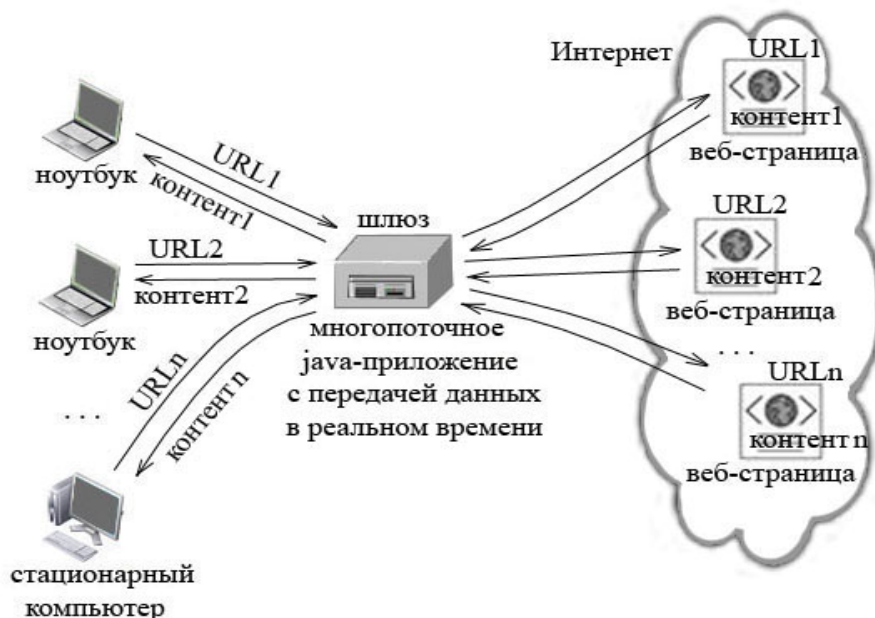 Интернет
URL1
контент1
веб-страница
ноутбук
URL1
контент1
шлюз
URL2
контент2
веб-страница
URL2
контент2
ноутбук
многопоточное
java-приложение
с передачей данных
в реальном времени
URLn
контент n
. . .
. . .
URLn
контент n
веб-страница
стационарный
компьютер